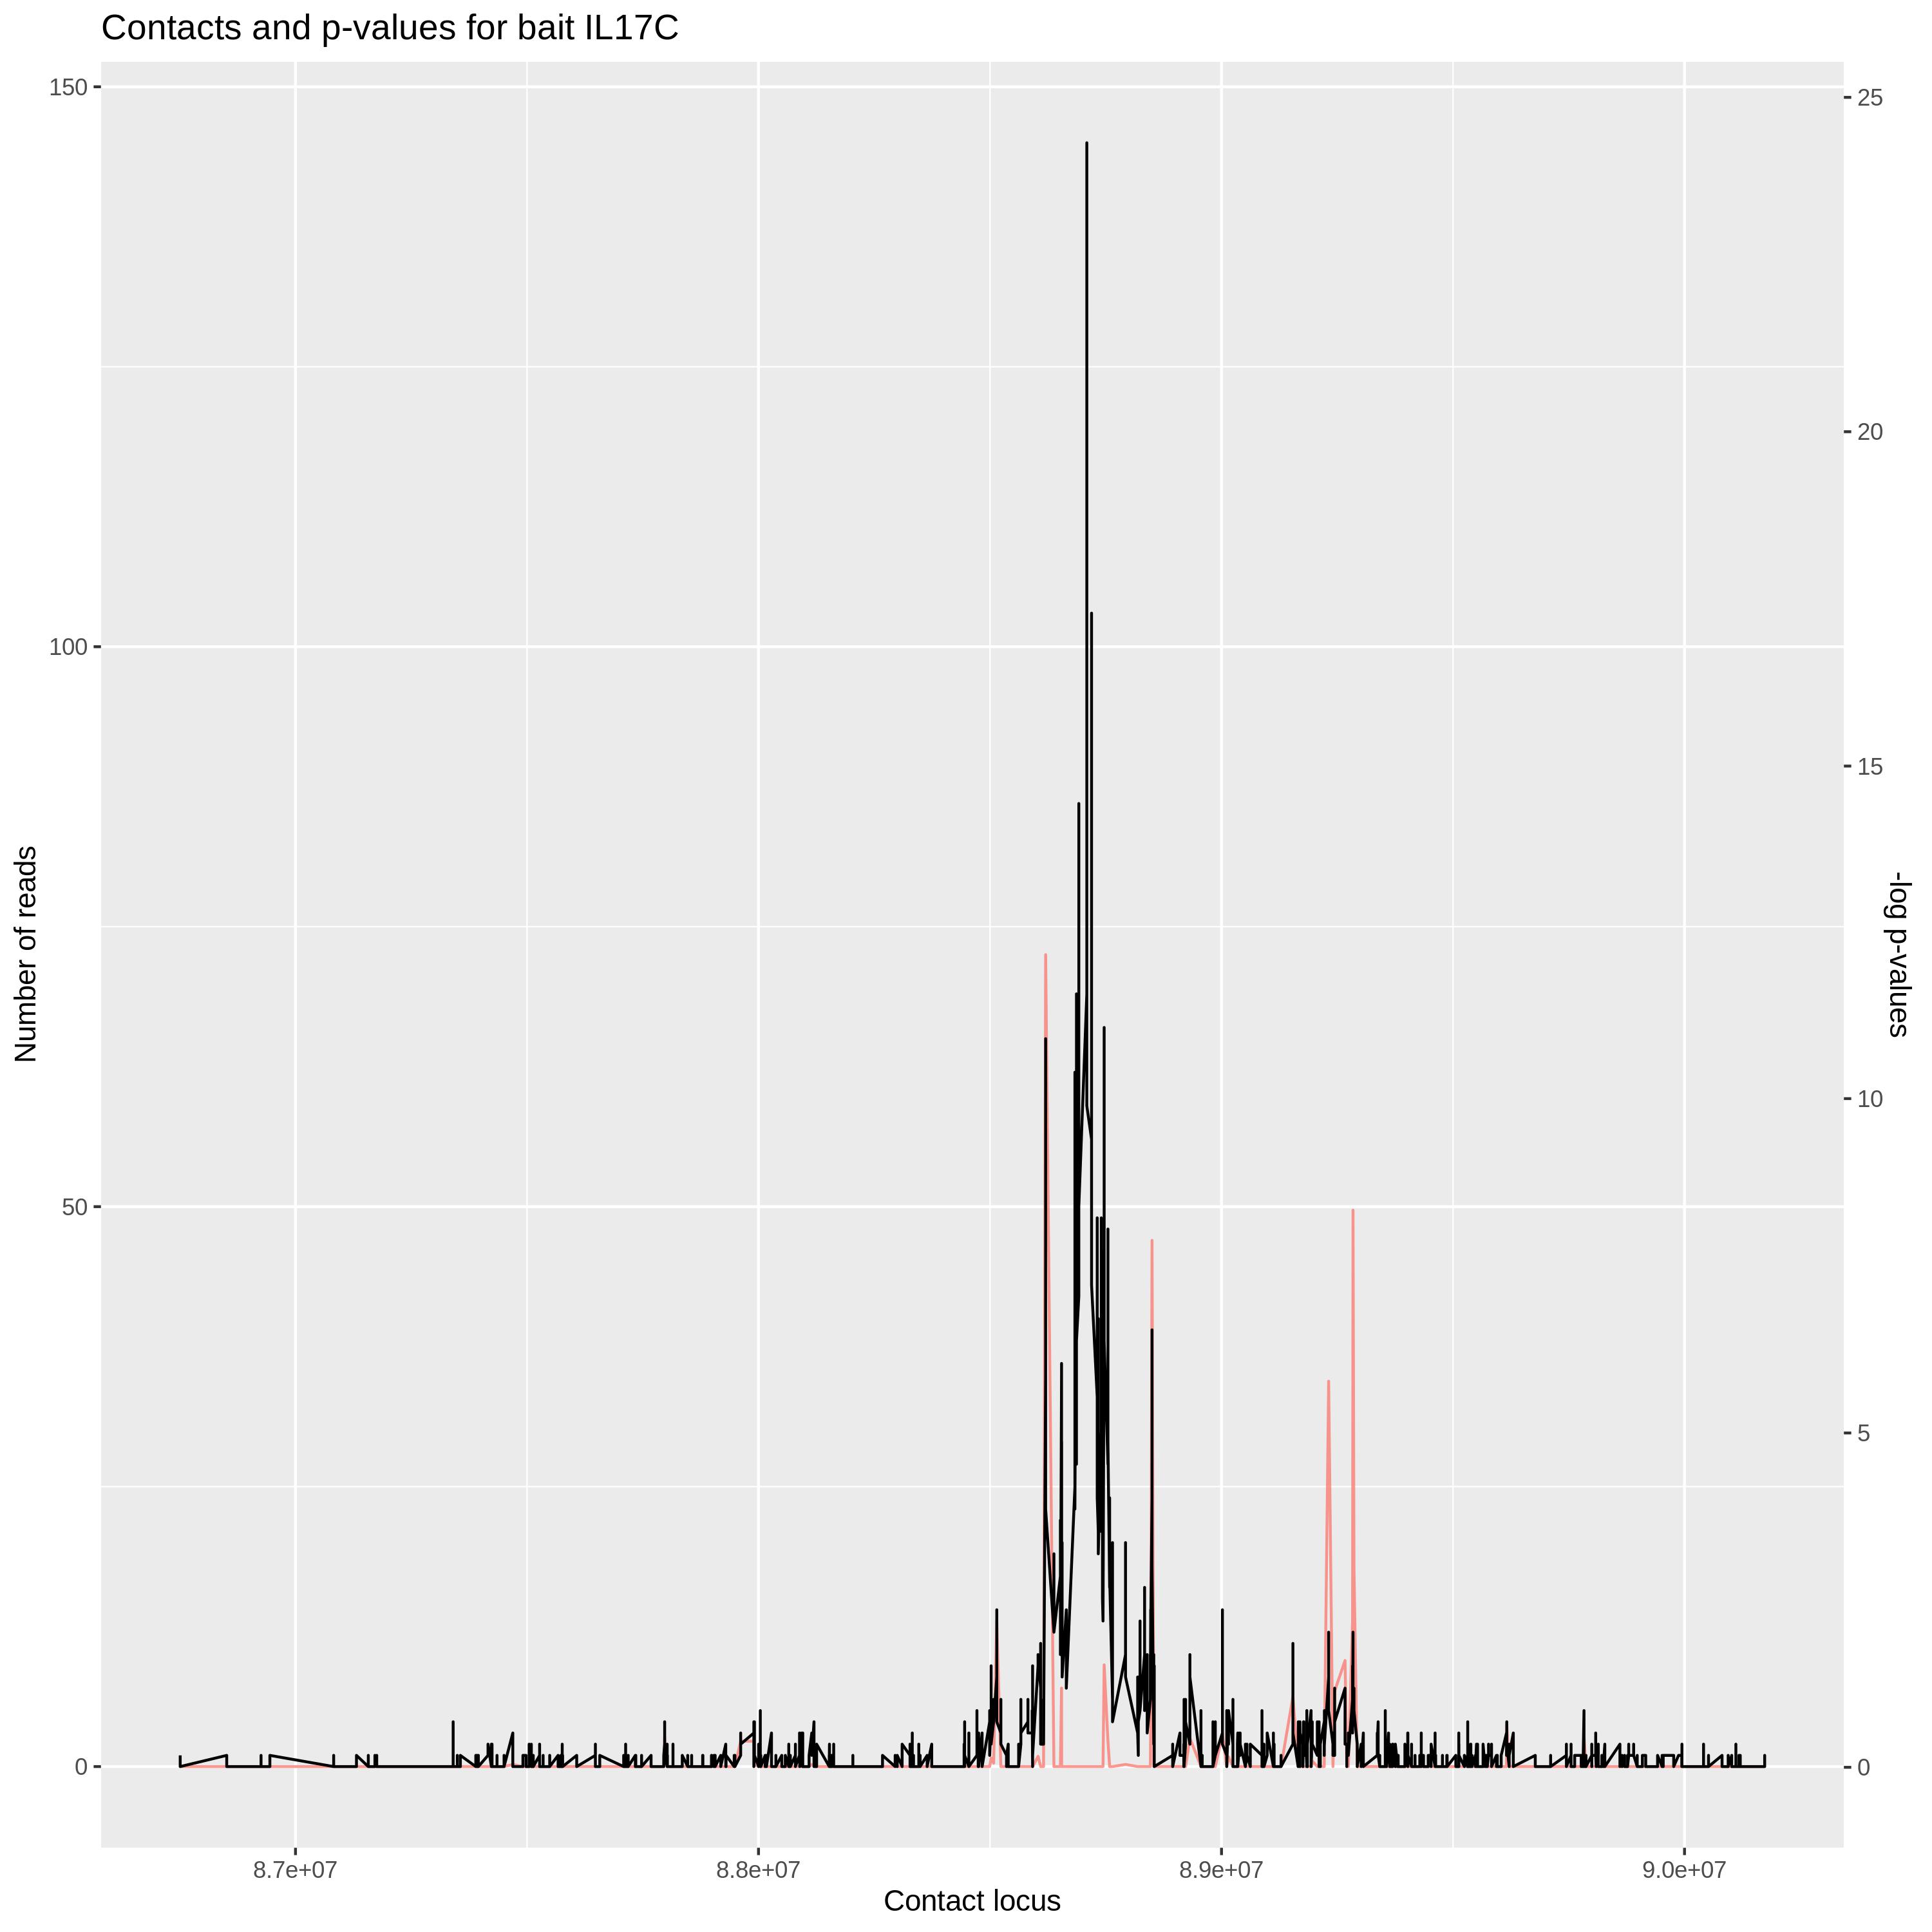 Contacts and p-values for bait IL17C
150
100
50
0
Number of reads
25
20
15
10
5
0
-log p-values
8.7e+07
8.8e+07
8.9e+07
9.0e+07
Contact locus